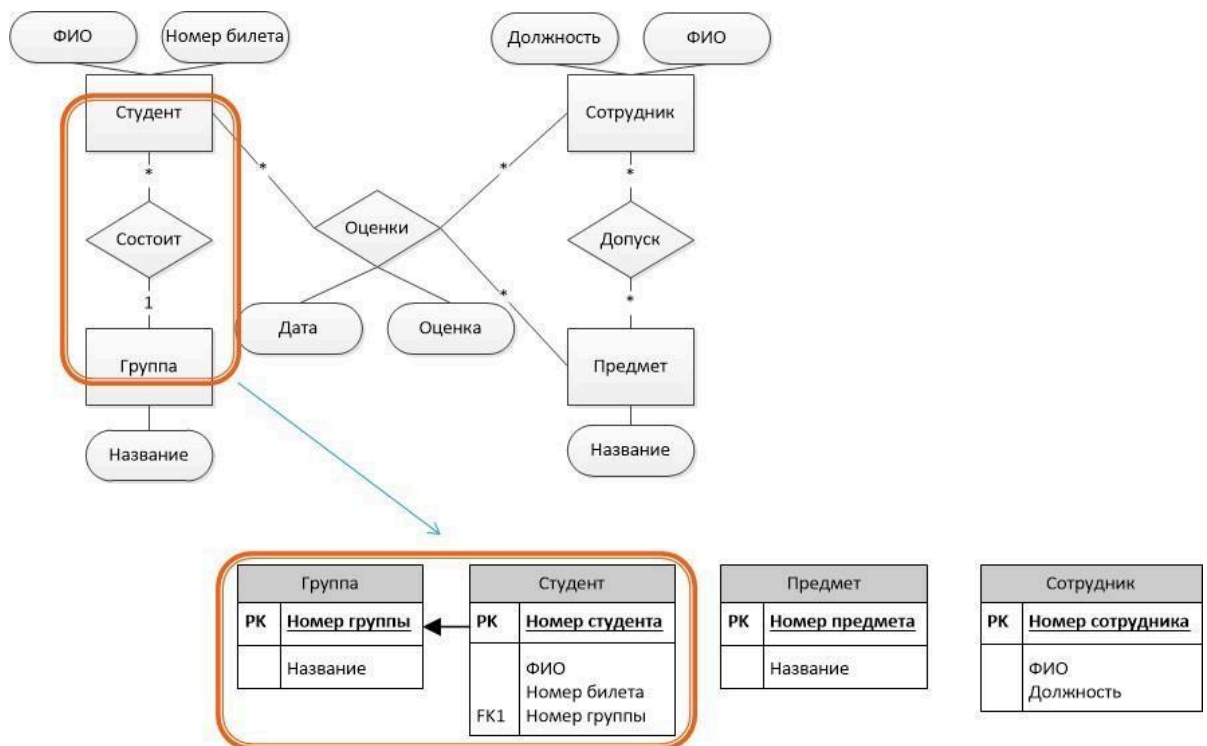 ФИО
Номер билета
Должность
ФИО
Студент
Сотрудник
*
*
*
*
Состоит
Оценки
Допуск
1
*
*
Дата
Оценка
Группа
Предмет
Название
Название
Группа
PK Номер группы
Название
Студент
PK Номер студента
ФИО
Номер билета
FK1 Номер группы
Предмет
PK Номер предмета
Название
Сотрудник
PK Номер сотрудника
ФИО
Должность